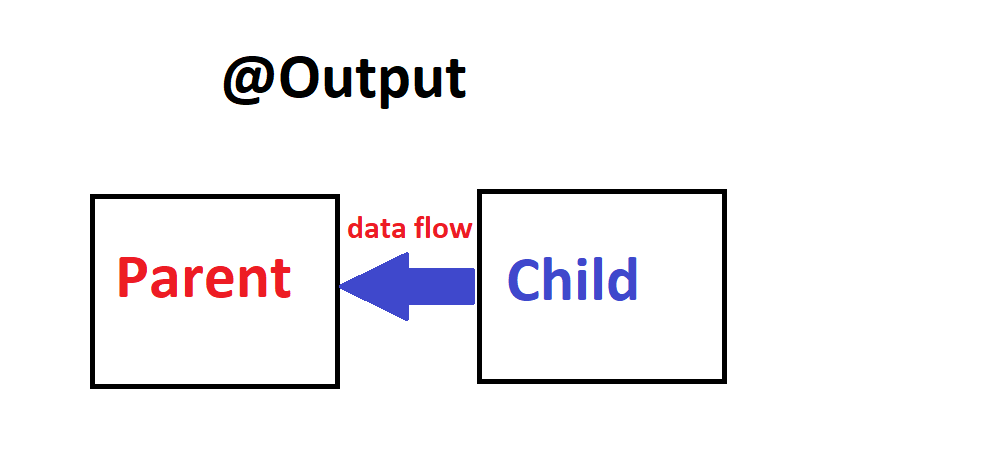 @Output
data flow
Parent
Child